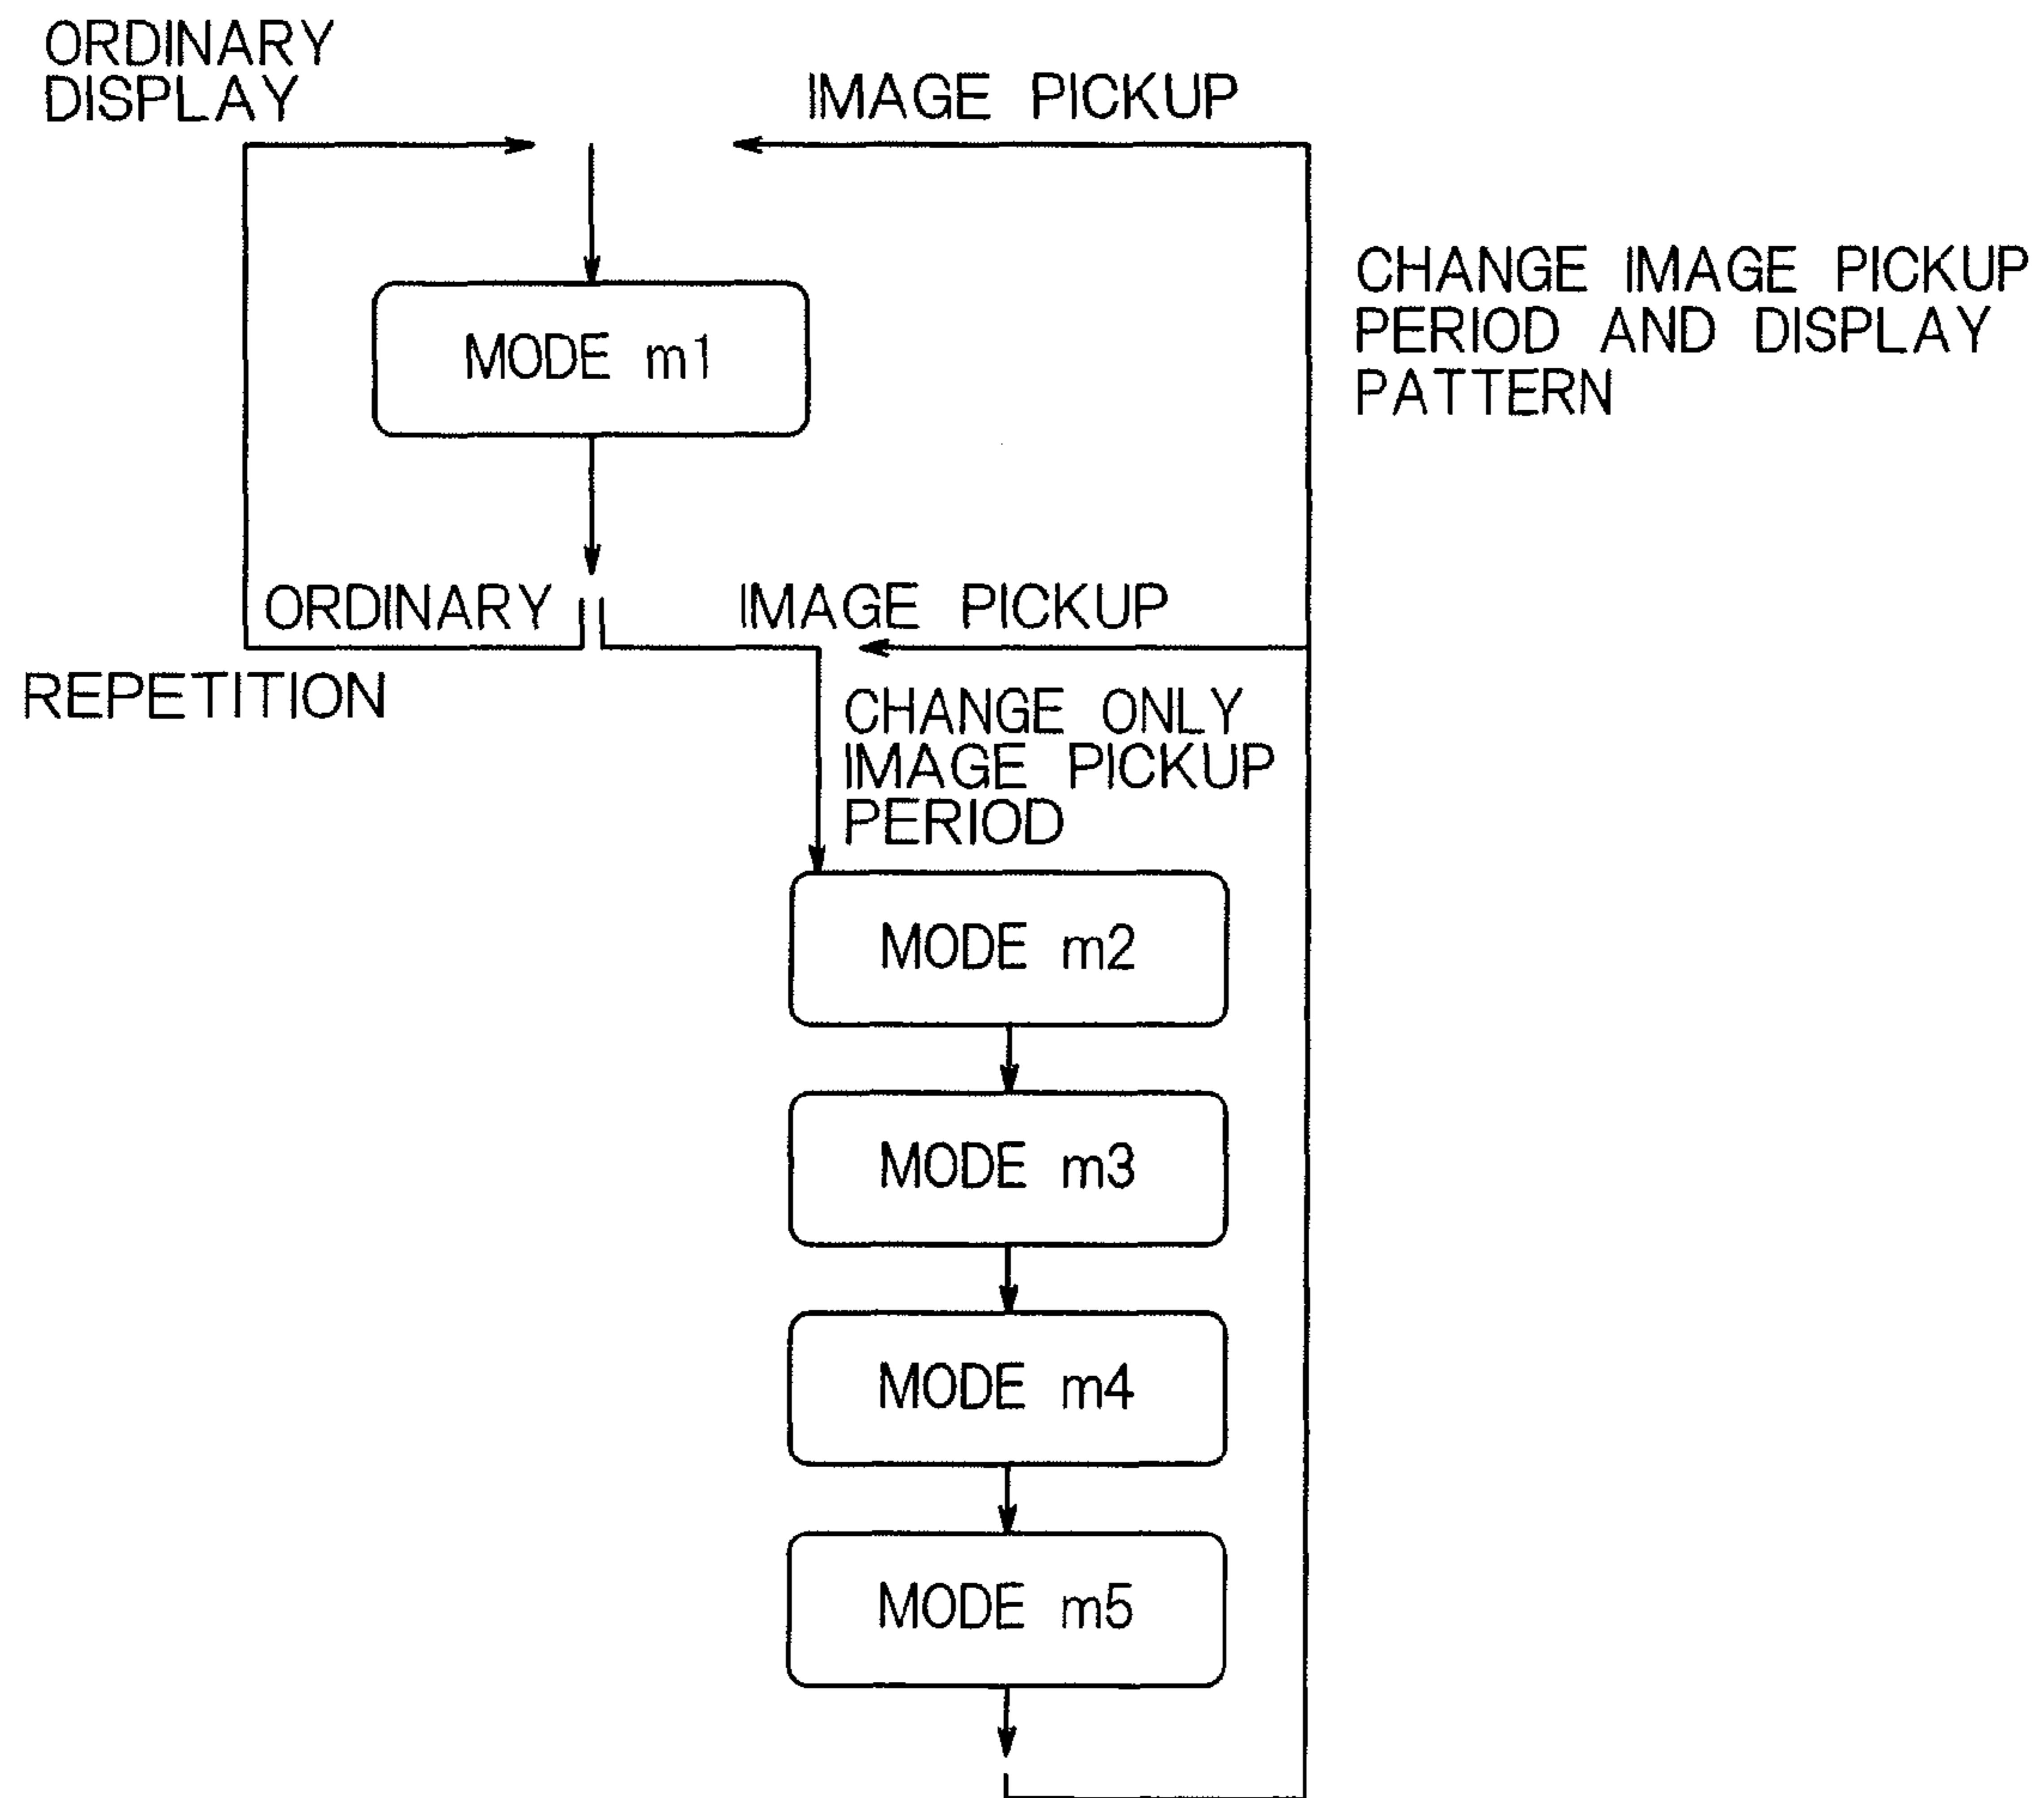 ORDINARY
DISPLAY
IMAGE PICKUP
CHANGE IMAGE PICKUP
PERIOD AND DISPLAY
PATTERN
MODE m1
ORDINARY
IMAGE PICKUP
REPETITION
CHANGE ONLY
IMAGE PICKUP
PERIOD
MODE m2
MODE m3
MODE m4
MODE m5